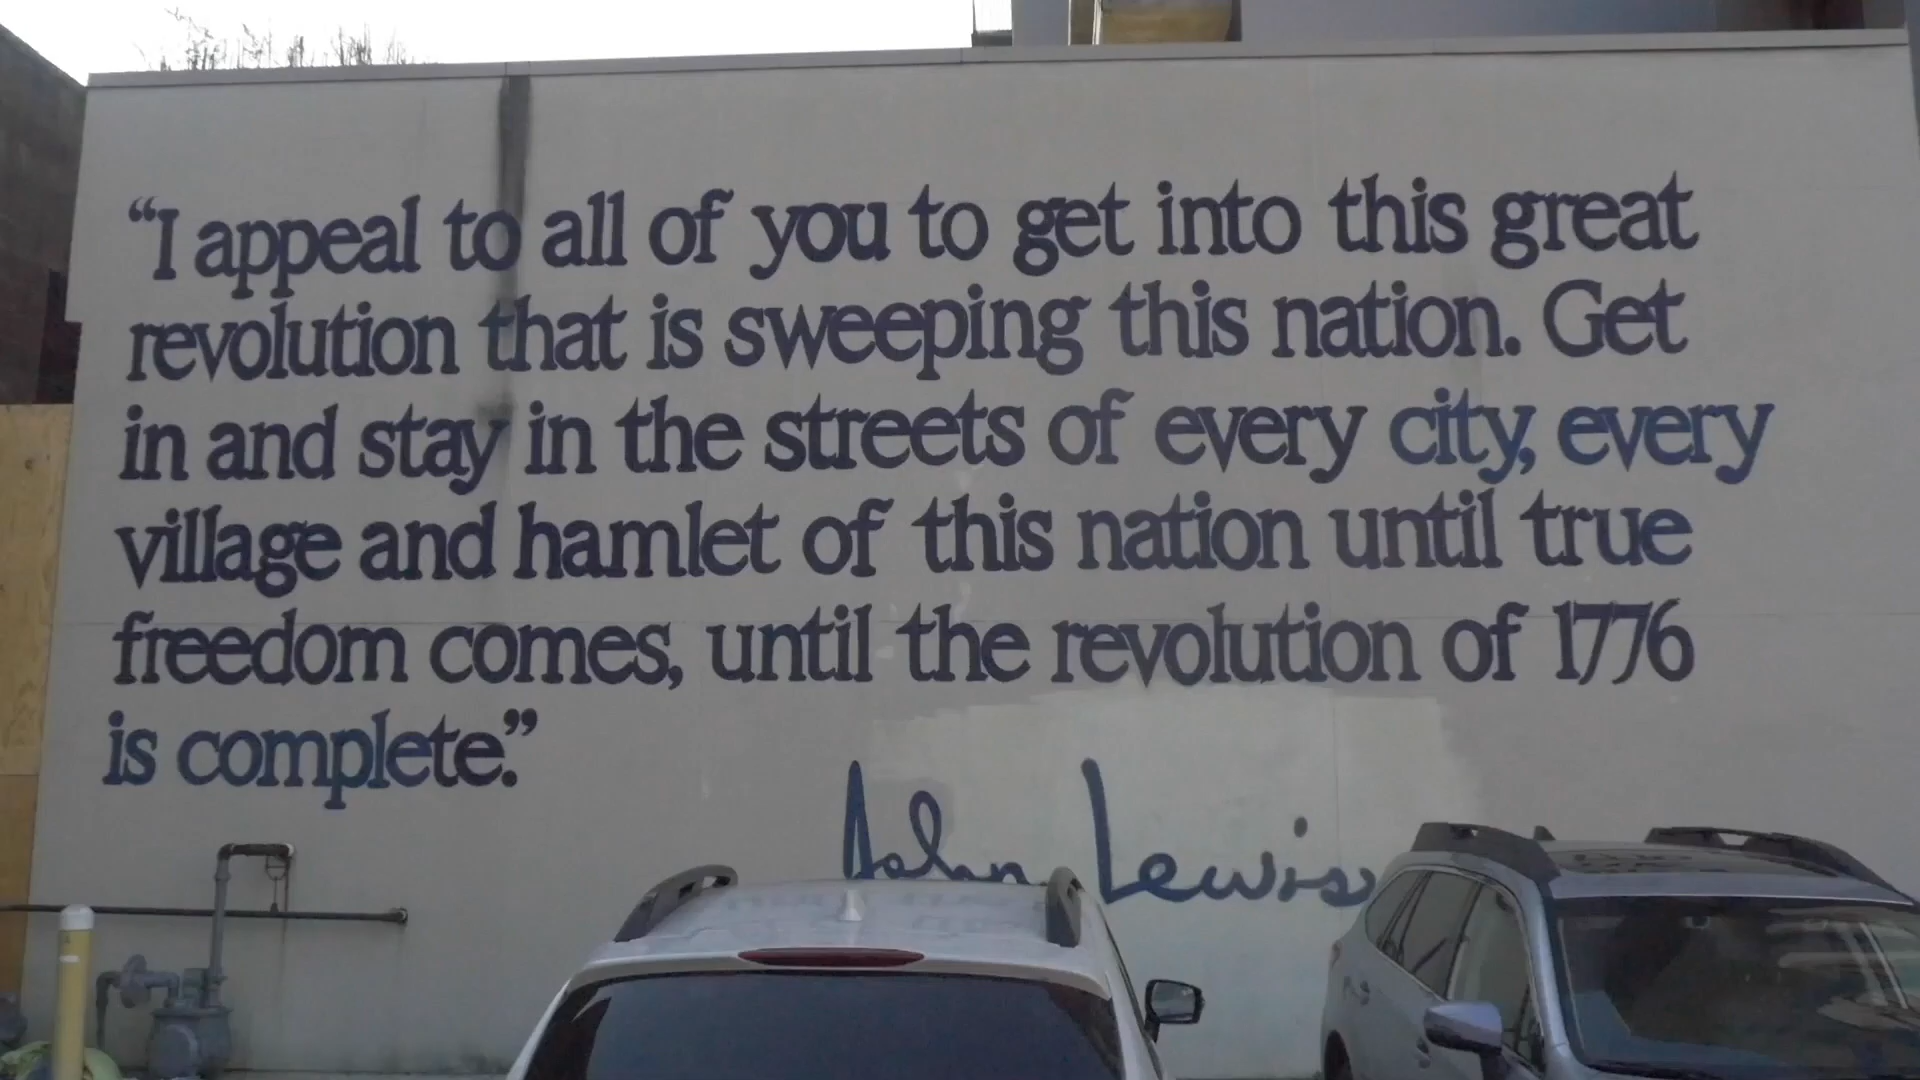 “I appeal to all of you to get into this great
revolution that is sweeping this nation. Get
in and stay in the streets of every city, every
village and hamlet of this nation until true
freedom comes, until the revolution of 1776
is complete.”
John Lewis